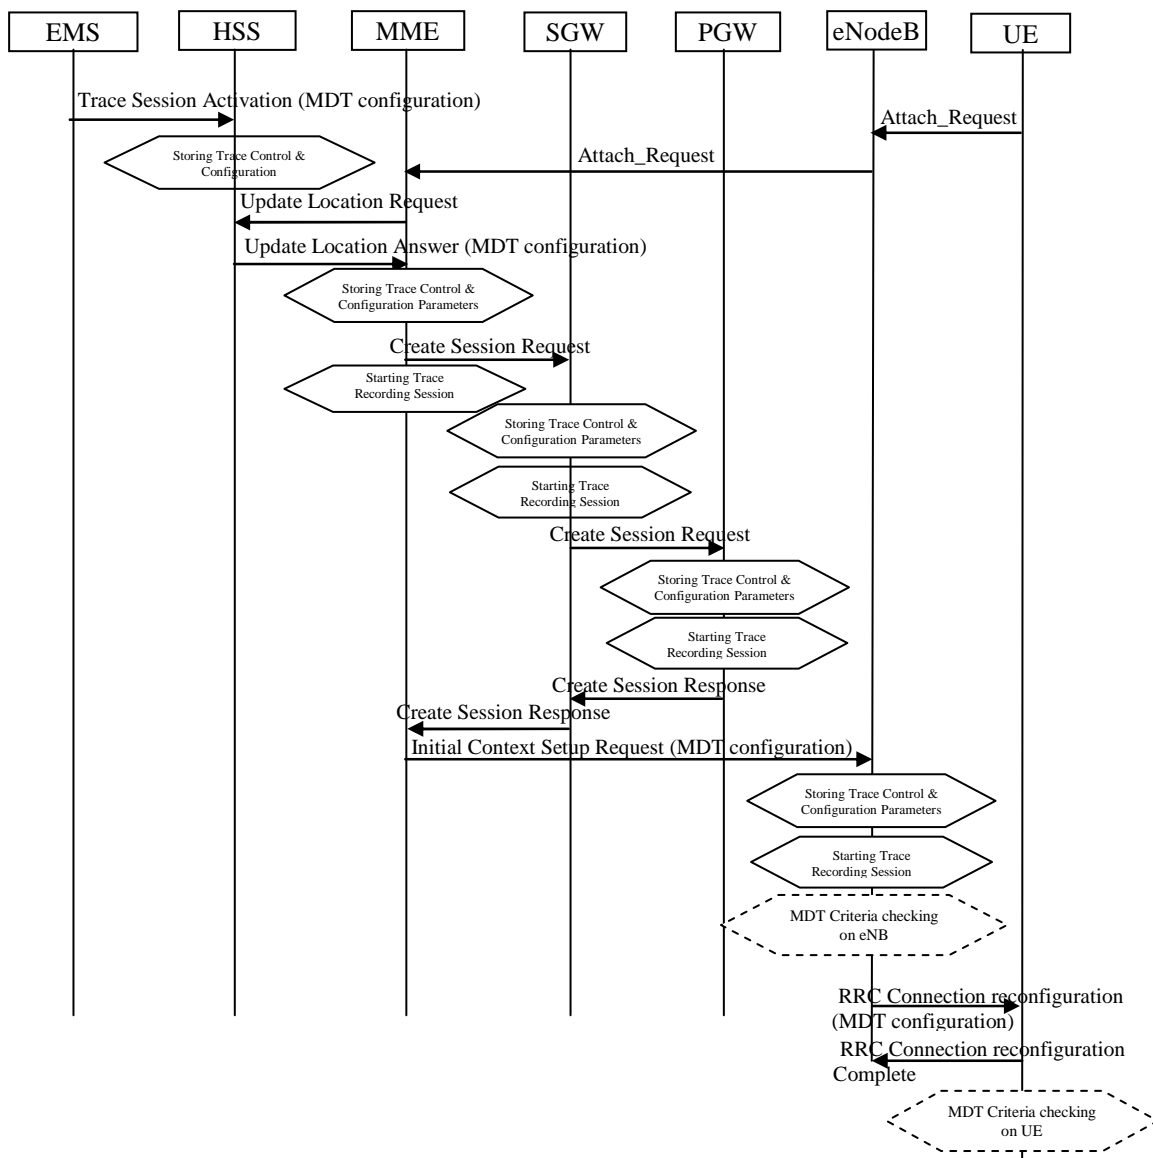 EMS
HSS
MME
SGW
PGW
eNodeB
UE
Trace Session Activation (MDT configuration)
Attach_Request
Storing Trace Control &
Configuration
Attach_Request
Update Location Request
Update Location Answer (MDT configuration)
Storing Trace Control &
Configuration Parameters
Create Session Request
Starting Trace
Recording Session
Storing Trace Control &
Configuration Parameters
Starting Trace
Recording Session
Create Session Request
Storing Trace Control &
Configuration Parameters
Starting Trace
Recording Session
Create Session Response
Create Session Response
Initial Context Setup Request (MDT configuration)
Storing Trace Control &
Configuration Parameters
Starting Trace
Recording Session
MDT Criteria checking
on eNB
RRC Connection reconfiguration
(MDT configuration)
RRC Connection reconfiguration
Complete
MDT Criteria checking
on UE